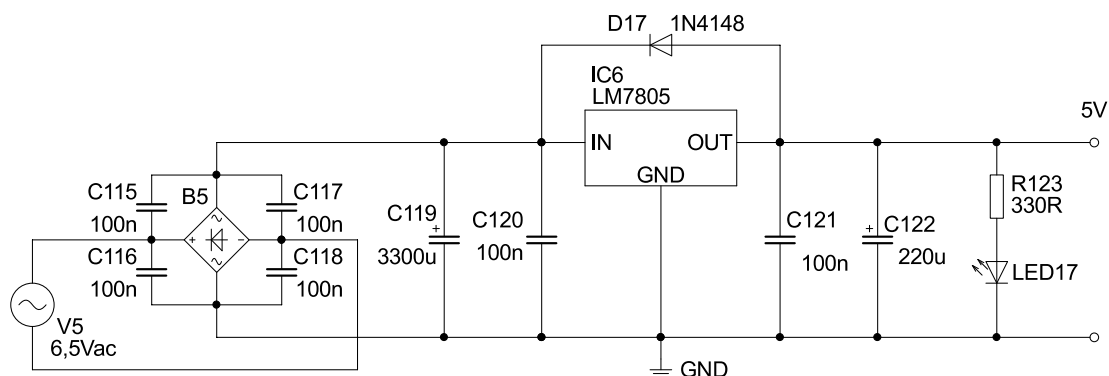 D17 1N4148
IC6
LM7805
5V
IN OUT
GND
C115
100n
B5
C117
100n
C116
100n
C118
100n
~
+ -
~
C119
+
3300u
C120
100n
C121
100n
+
C122
220u
R123
330R
LED17
V5
6,5Vac
GND